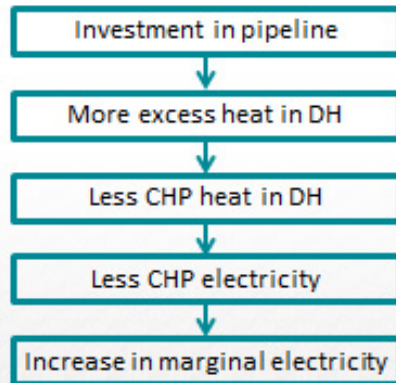 Investment in pipeline
More excess heat in DH
Less CHP heat in DH
Less CHP electricity
Increase in marginal electricity